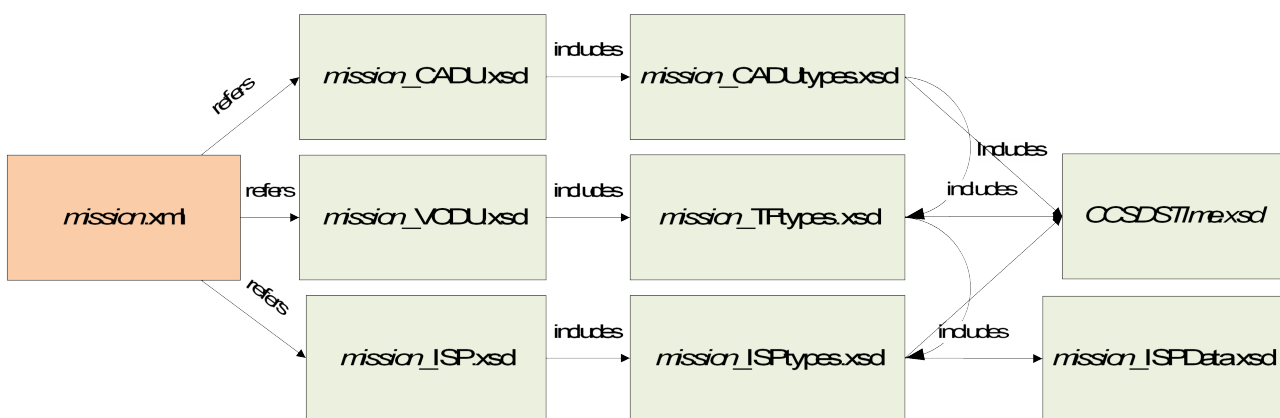 mission_CADU.xsd
includes
mission_CADUtypes.xsd
refers
Includes
mission.xml
refers
mission_VCDU.xsd
includes
mission_TFtypes.xsd
includes
CCSDSTIme.xsd
refers
mission_ISP.xsd
includes
mission_ISPtypes.xsd
includes
mission_ISPData.xsd